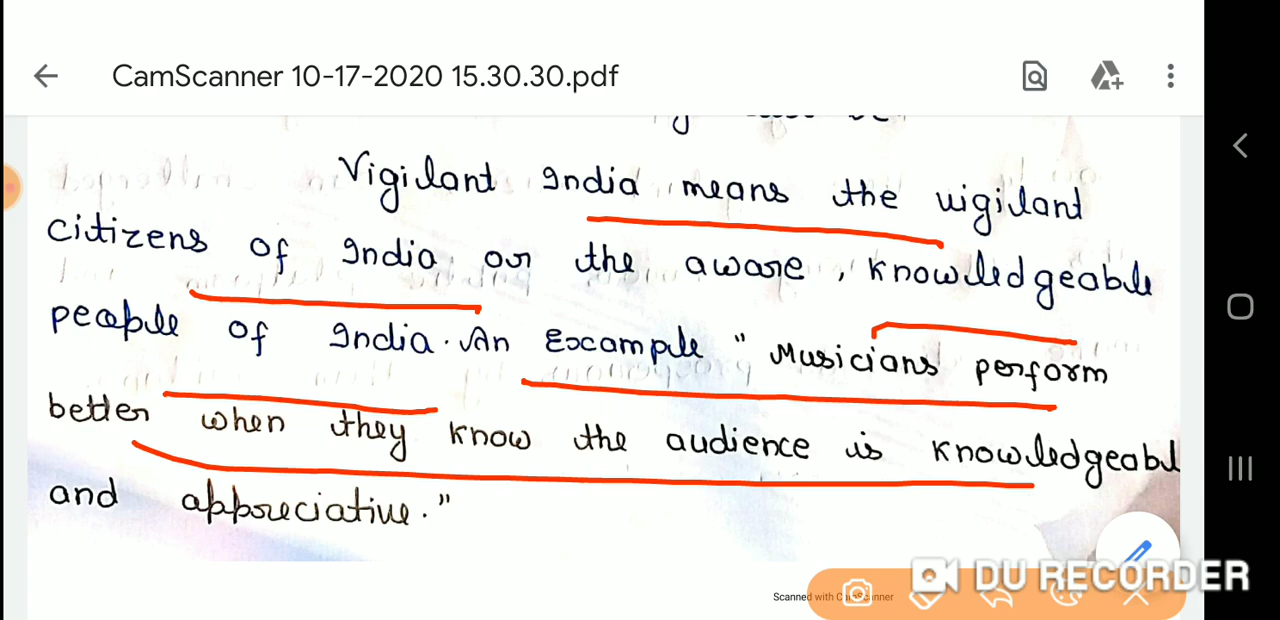 CamScanner 10-17-2020 15.30.30.pdf
Vigilant India means the vigilant
citizens of India or the aware, knowledgeable
people of India. An Example " Musicians perform
better when they know the audience is knowledgeabl
and appreciative."
Scanned with CamScanner
DU RECORDER